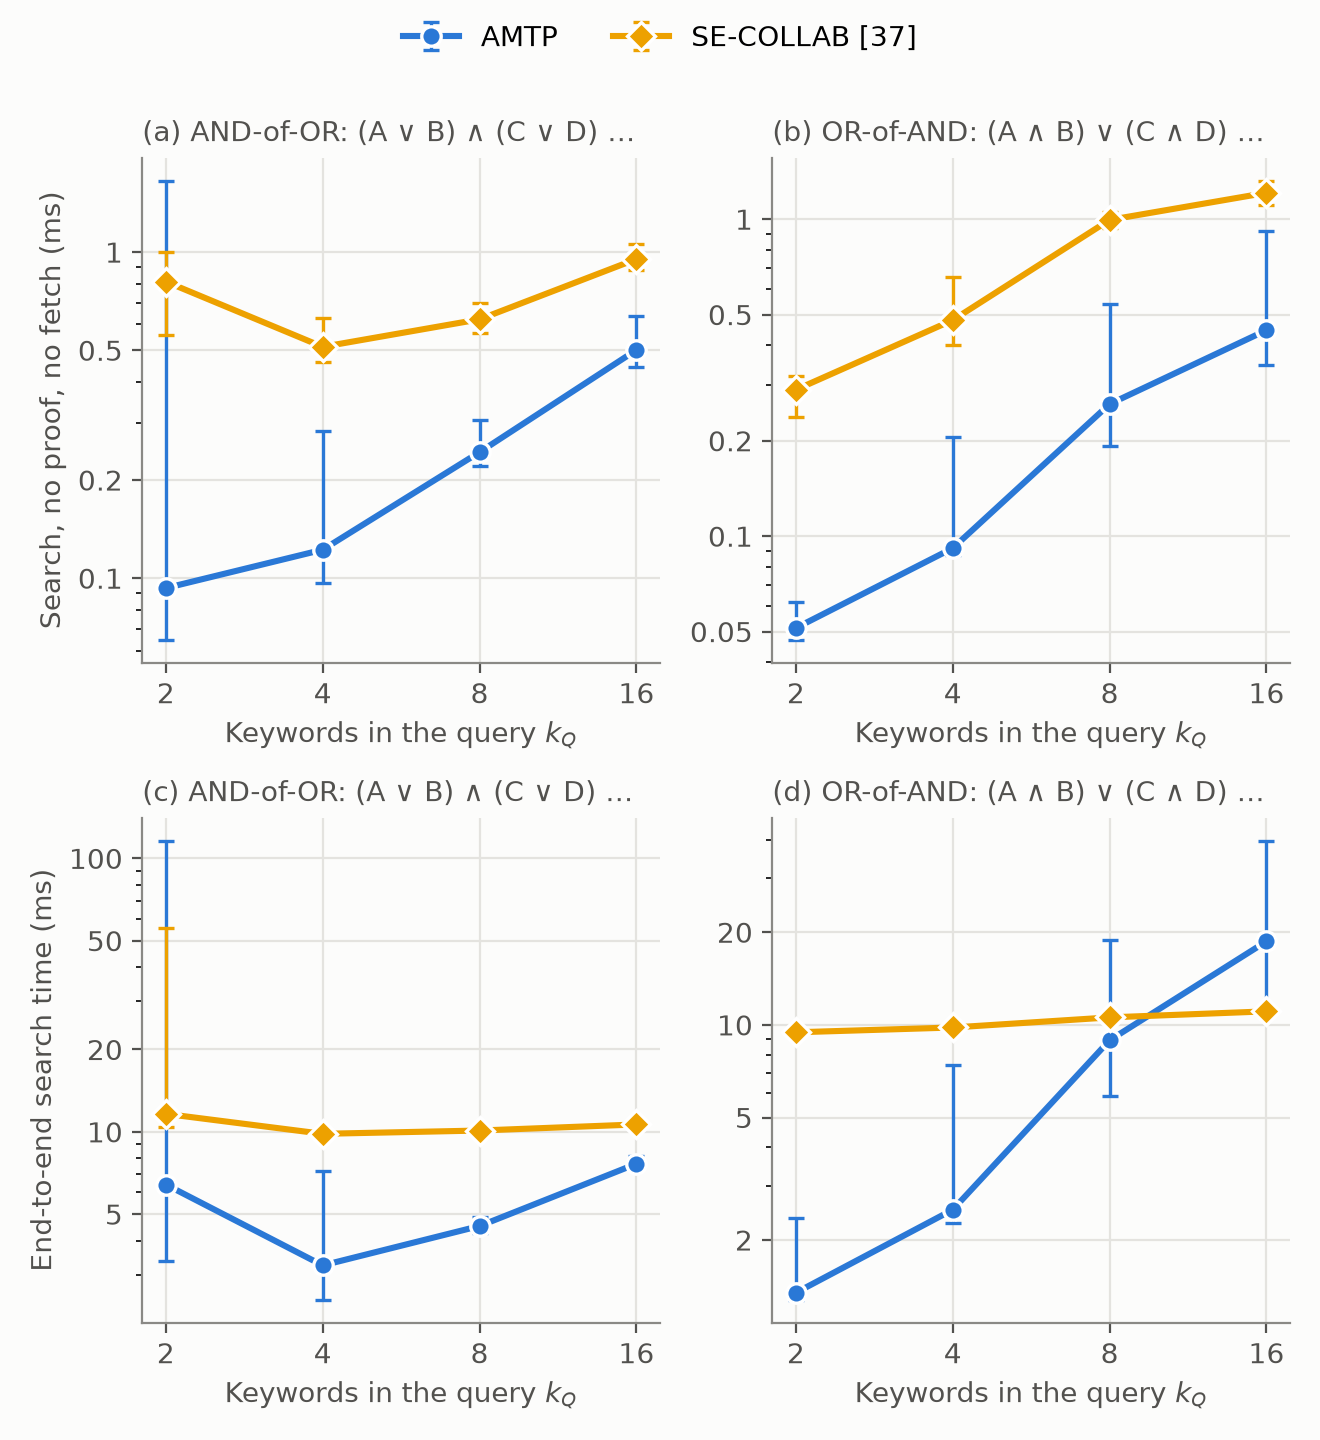 AMTP SE-COLLAB [37]
(a) AND-of-OR: (A ∨ B) ∧ (C ∨ D) ...
(b) OR-of-AND: (A ∧ B) ∨ (C ∧ D) ...
Search, no proof, no fetch (ms)
1
0.5
0.2
0.1
2 4 8 16
Keywords in the query kQ
1
0.5
0.2
0.1
0.05
2 4 8 16
Keywords in the query kQ
(c) AND-of-OR: (A ∨ B) ∧ (C ∨ D) ...
(d) OR-of-AND: (A ∧ B) ∨ (C ∧ D) ...
End-to-end search time (ms)
100
50
20
10
5
2 4 8 16
Keywords in the query kQ
20
10
5
2
2 4 8 16
Keywords in the query kQ